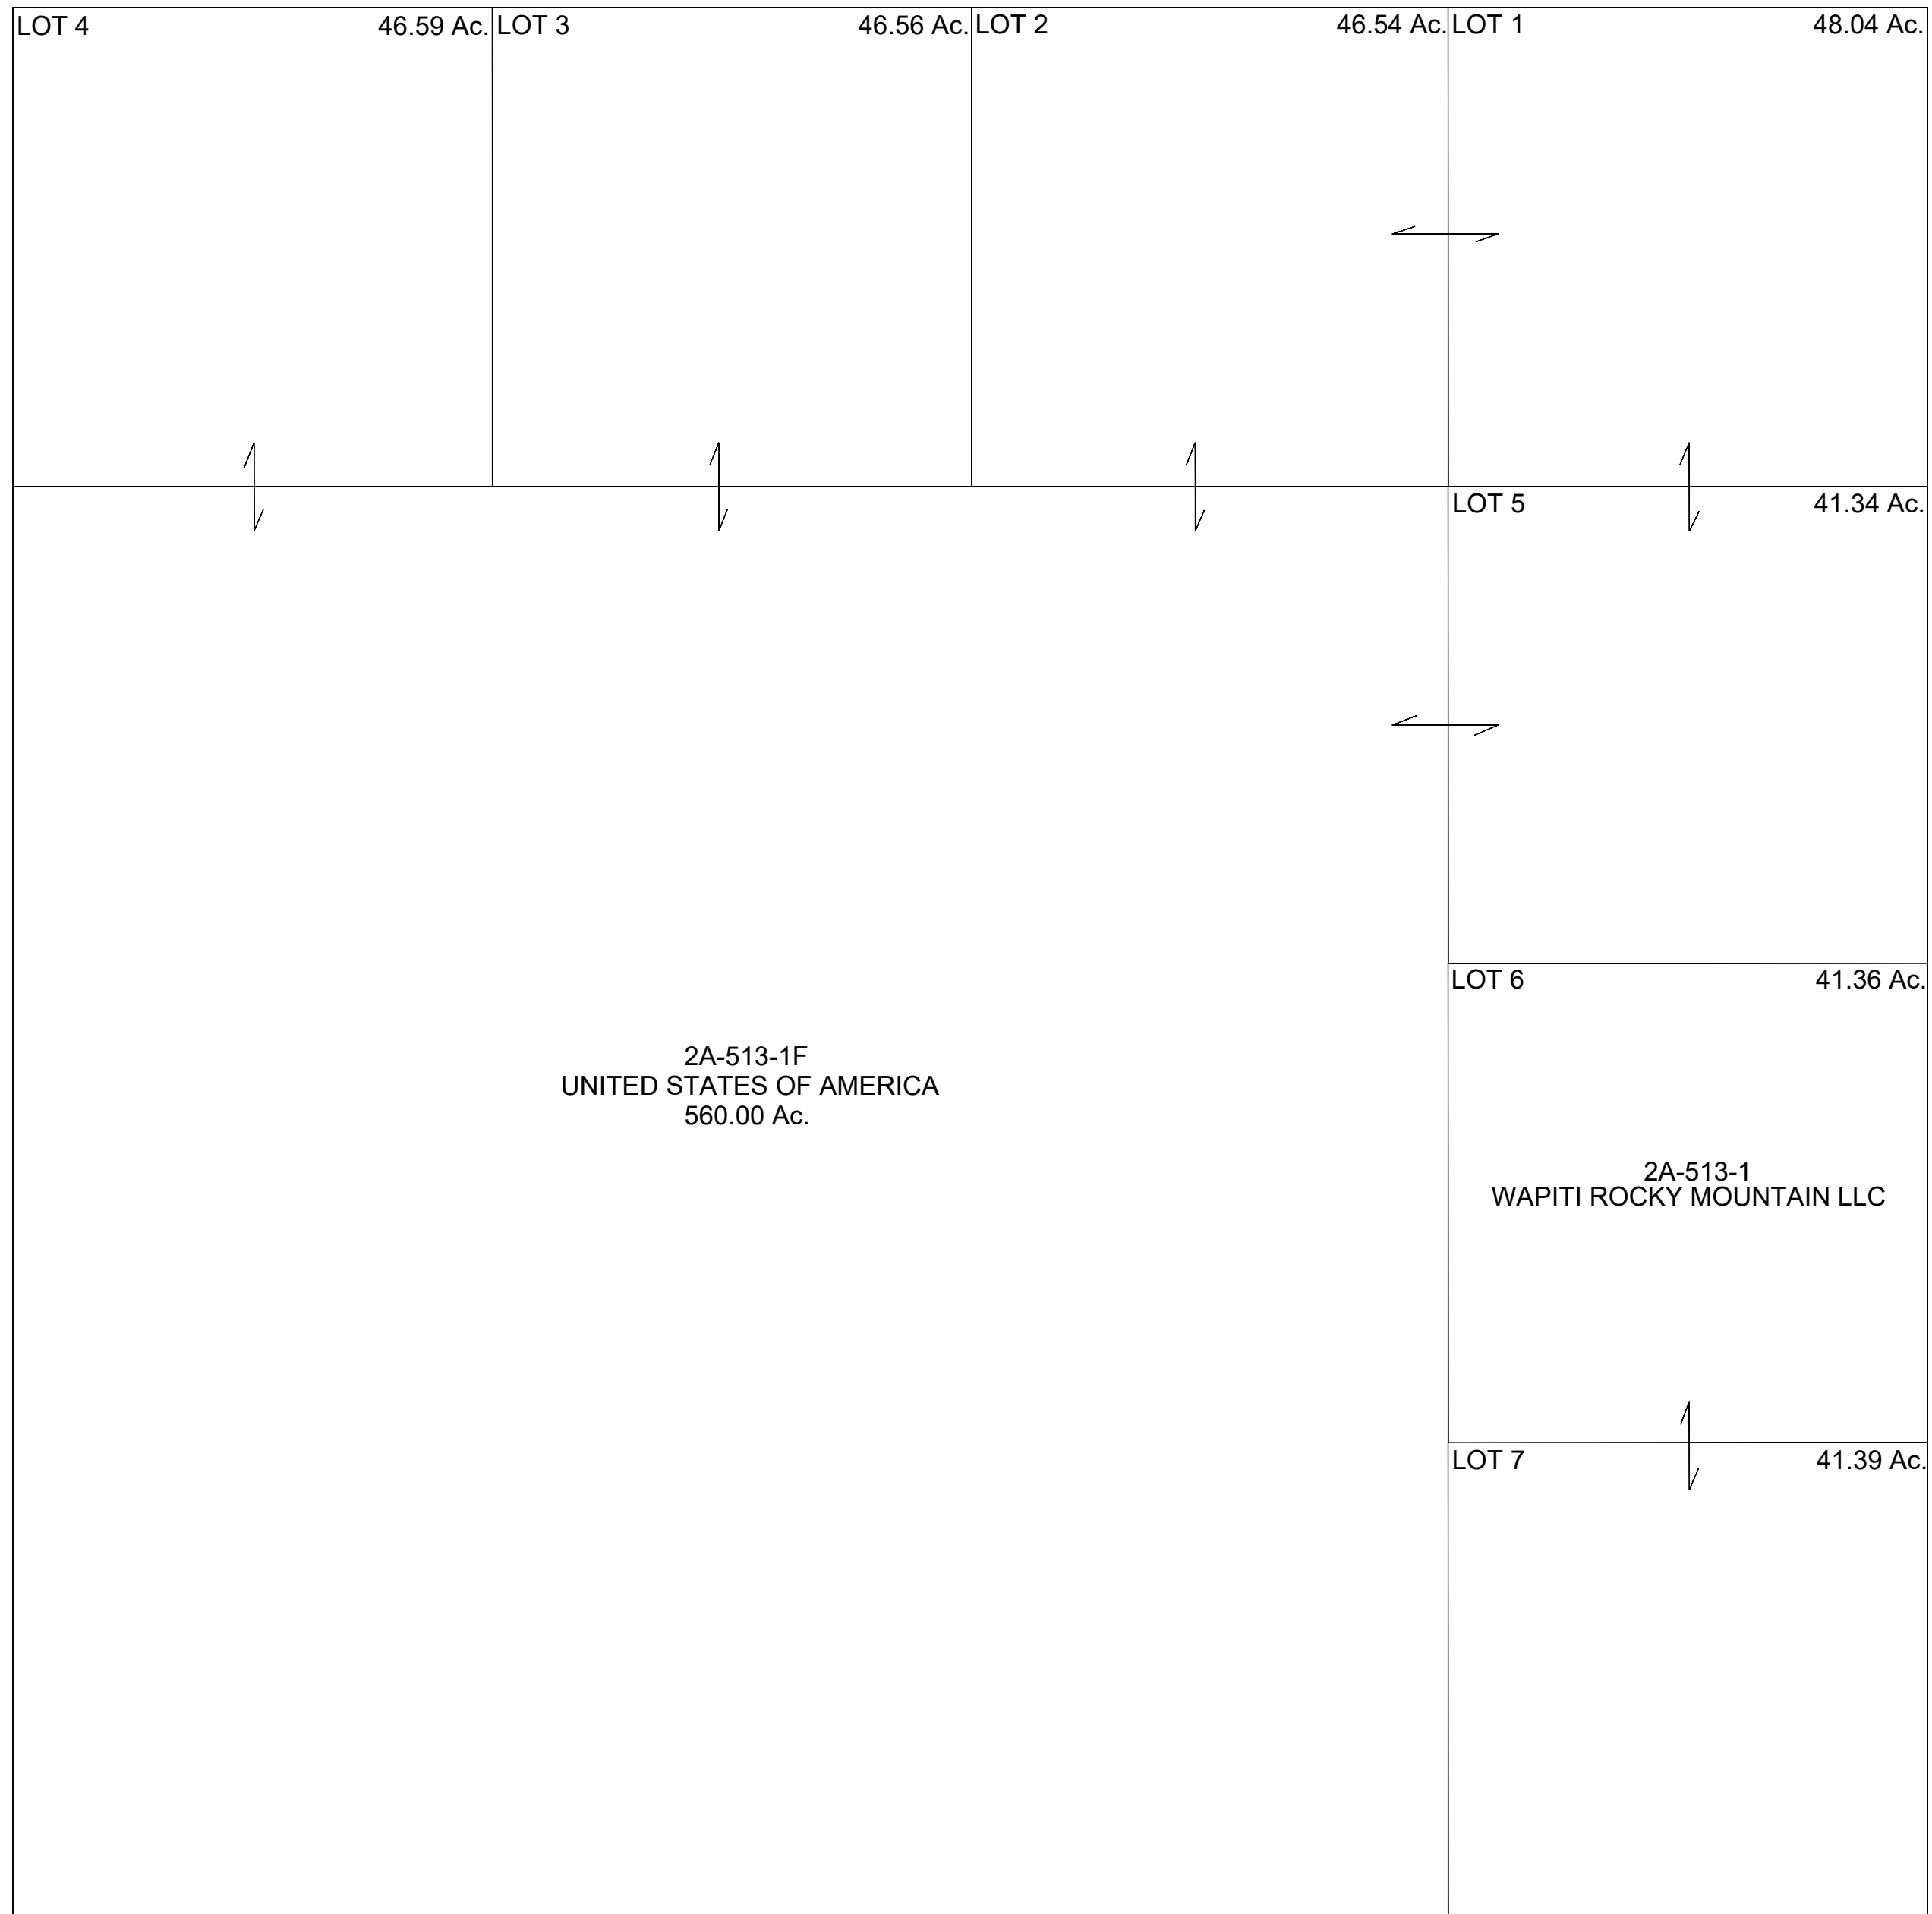 LOT 4 46.59 Ac. LOT 3 46.56 Ac. LOT 2 46.54 Ac. LOT 1 48.04 Ac.
LOT 5 41.34 Ac.
LOT 6 41.36 Ac.
2A-513-1F
UNITED STATES OF AMERICA
560.00 Ac.
2A-513-1
WAPITI ROCKY MOUNTAIN LLC
LOT 7 41.39 Ac.